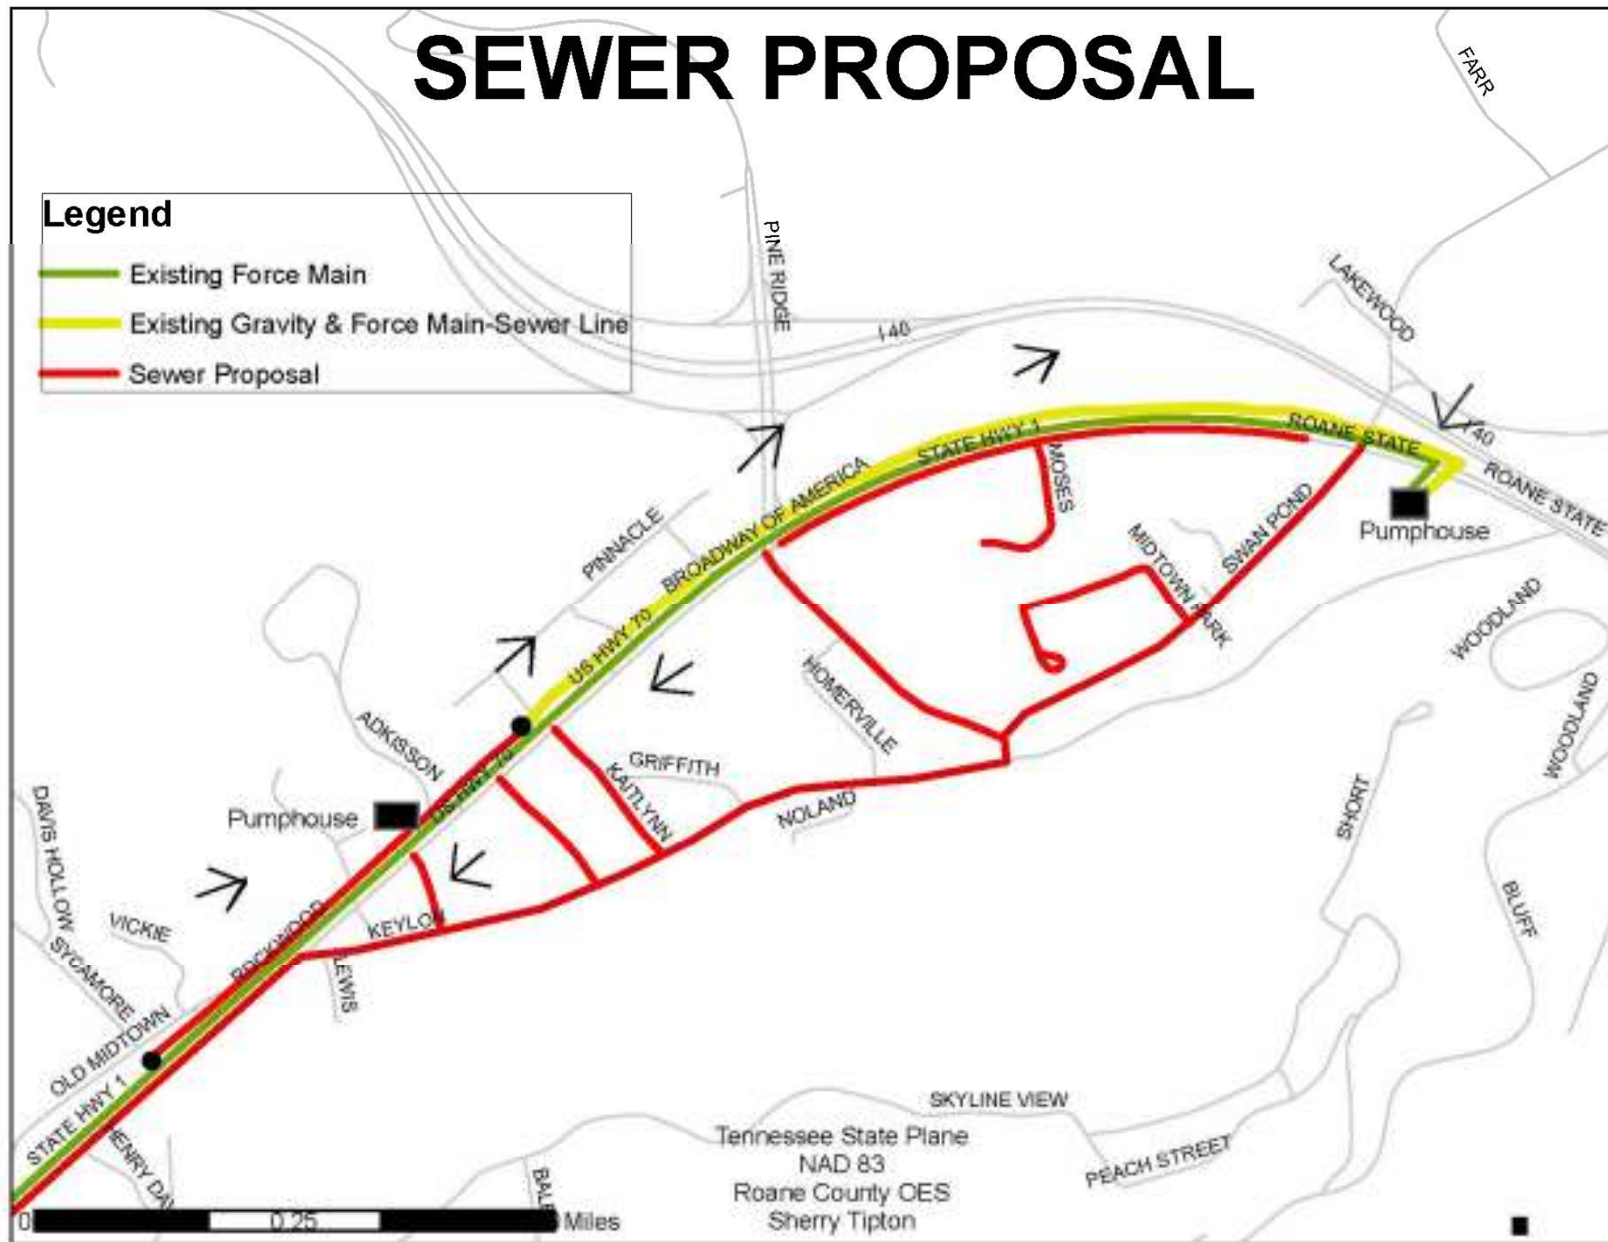 SEWER PROPOSAL
FARR
Legend
Existing Force Main
Existing Gravity & Force Main-Sewer Line
Sewer Proposal
PINE RIDGE
I 40
LAKEWOOD
I 40
ROANE STATE
ROANE STATE
STATE HWY 1
MOSES
BROADWAY OF AMERICA
PINNACLE
SWAN POND
Pumphouse
MIDTOWN PARK
WOODLAND
US HWY 70
HOMERVILLE
WOODLAND
ADKISSON
GRIFFITH
KAITLYNN
US HWY 70
NOLAND
SHORT
Pumphouse
DAVIS HOLLOW
VICKIE
KEYLON
ROCKWOOD
BLUFF
SYCAMORE
LEWIS
OLD MIDTOWN
STATE HWY 1
SKYLINE VIEW
PEACH STREET
Tennessee State Plane
NAD 83
Roane County OES
Sherry Tipton
0 0.25 Miles